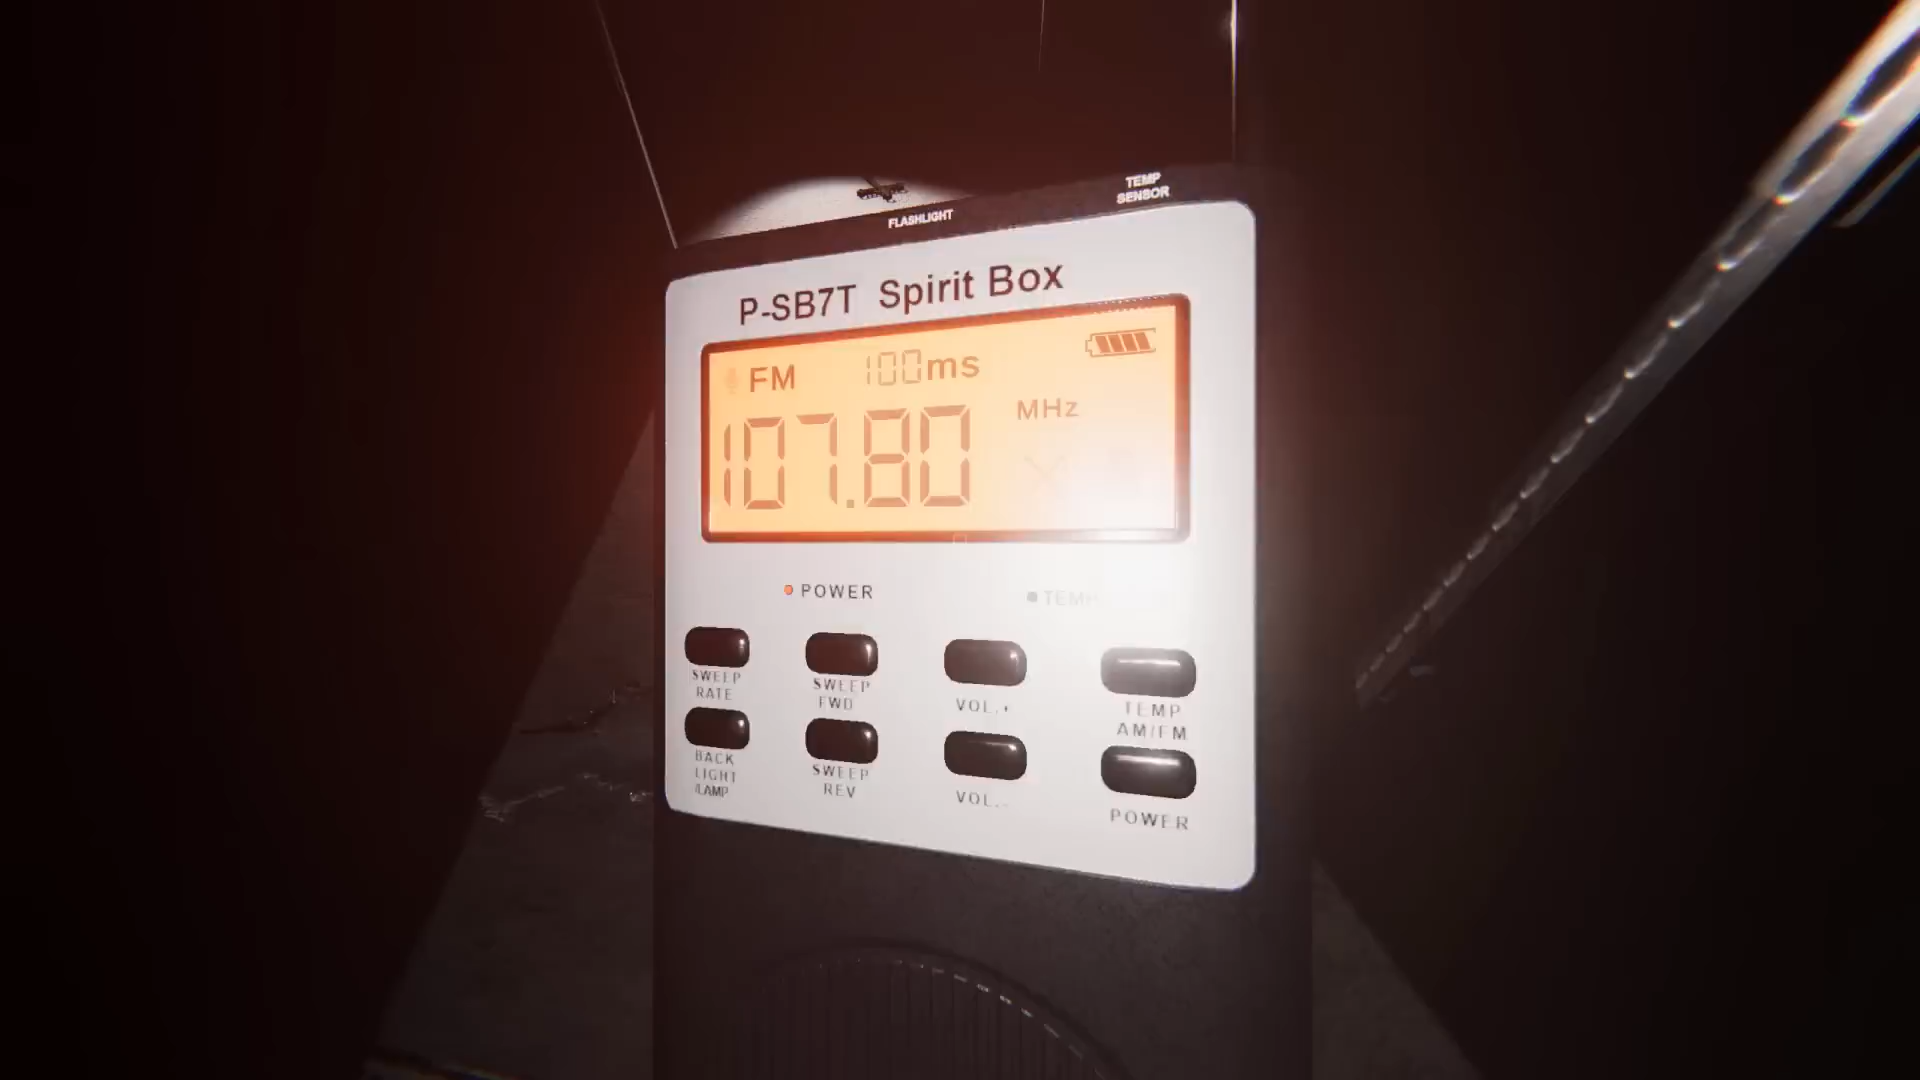 TEMP
SENSOR
FLASHLIGHT
P-SB7T Spirit Box
FM 100ms
107.80 MHz
POWER
TEMP
SWEEP
RATE
SWEEP
FWD
VOL.+
TEMP
AM/FM
BACK
LIGHT
/LAMP
SWEEP
REV
VOL.-
POWER